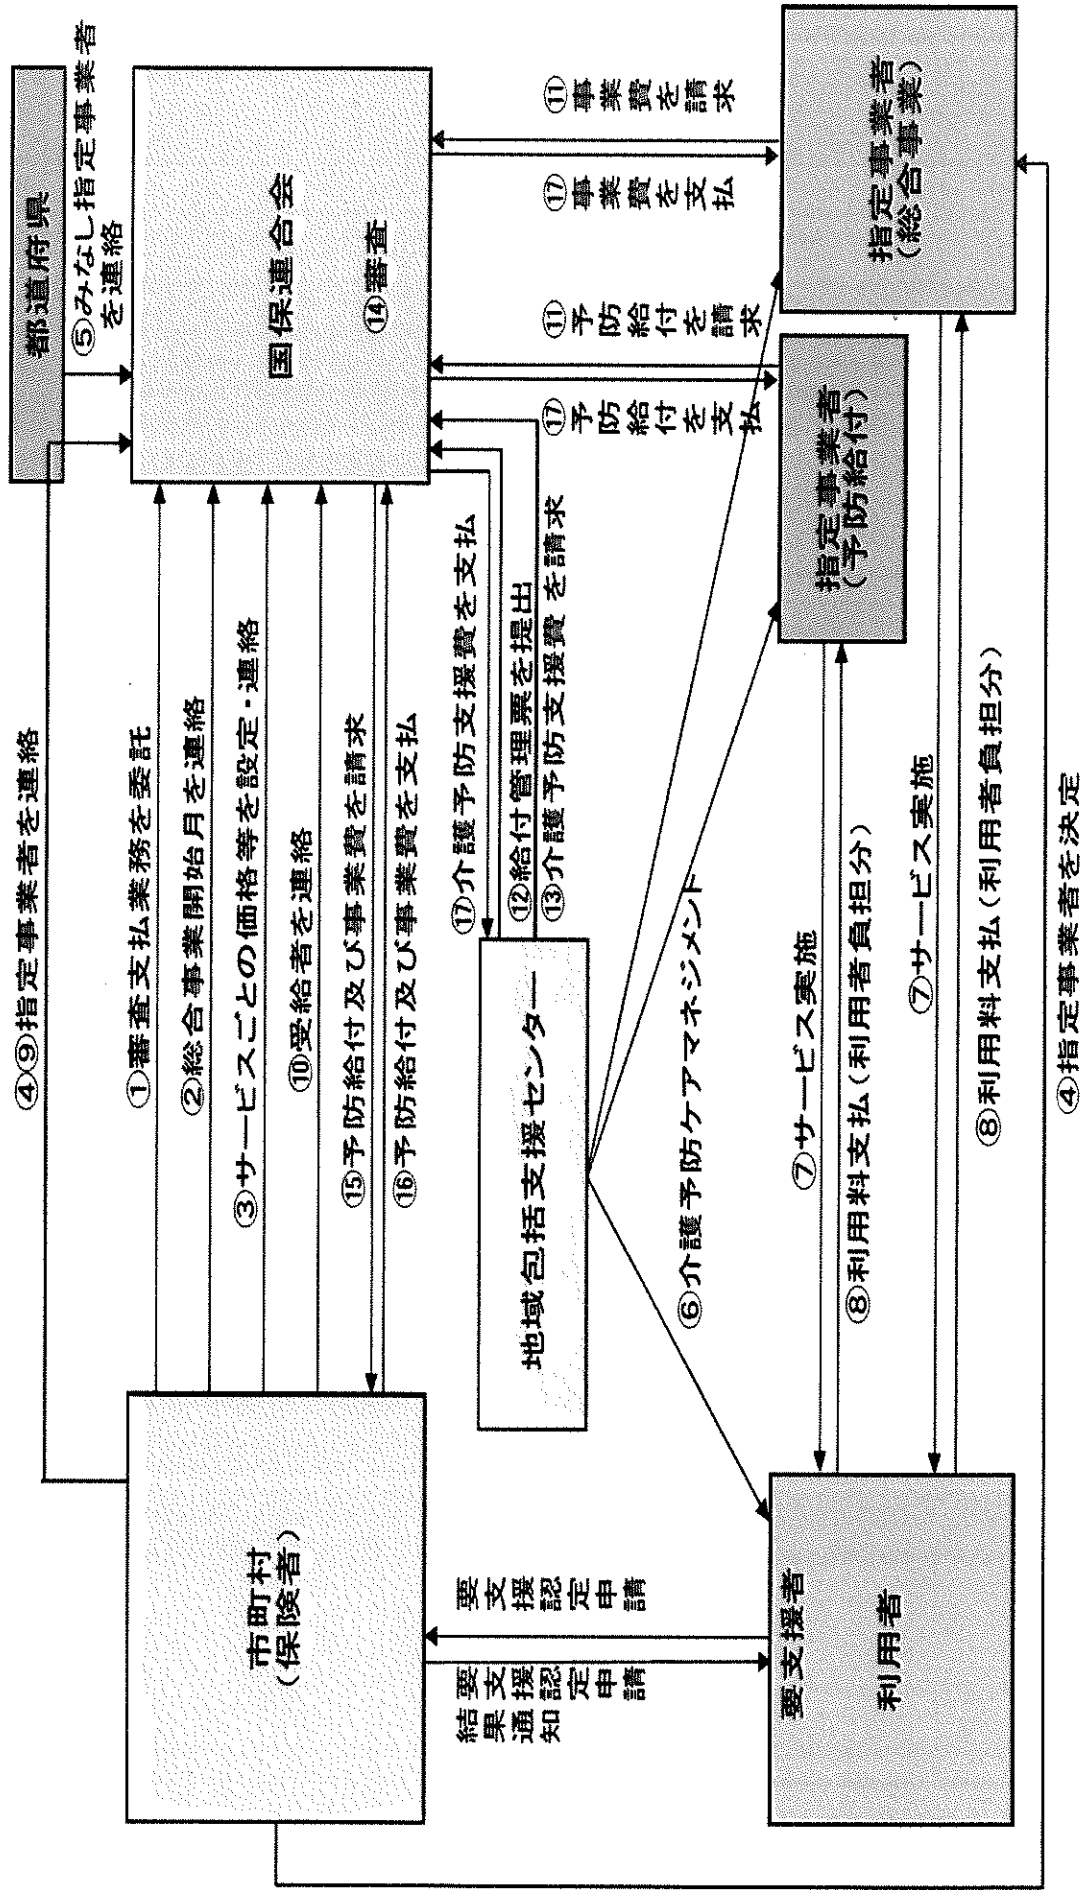 都道府県
⑤みなし指定事業者
を連絡
④⑨指定事業者を連絡
市町村
(保険者)
①審査支払業務を委託
②総合事業開始月を連絡
③サービスごとの価格等を設定・連絡
⑩受給者を連絡
⑮予防給付及び事業費を請求
⑯予防給付及び事業費を支払
国保連合会
⑭審査
⑰介護予防支援費を支払
⑫給付管理票を提出
⑬介護予防支援費を請求
地域包括支援センター
要支援認定申請
結果通知
要支援認定申請
⑰予防給付を支払
⑪予防給付を請求
⑰事業費を支払
⑪事業費を請求
⑥介護予防ケアマネジメント
要支援者
利用者
⑦サービス実施
⑧利用料支払(利用者負担分)
指定事業者
(予防給付)
⑦サービス実施
⑧利用料支払(利用者負担分)
指定事業者
(総合事業)
④指定事業者を決定